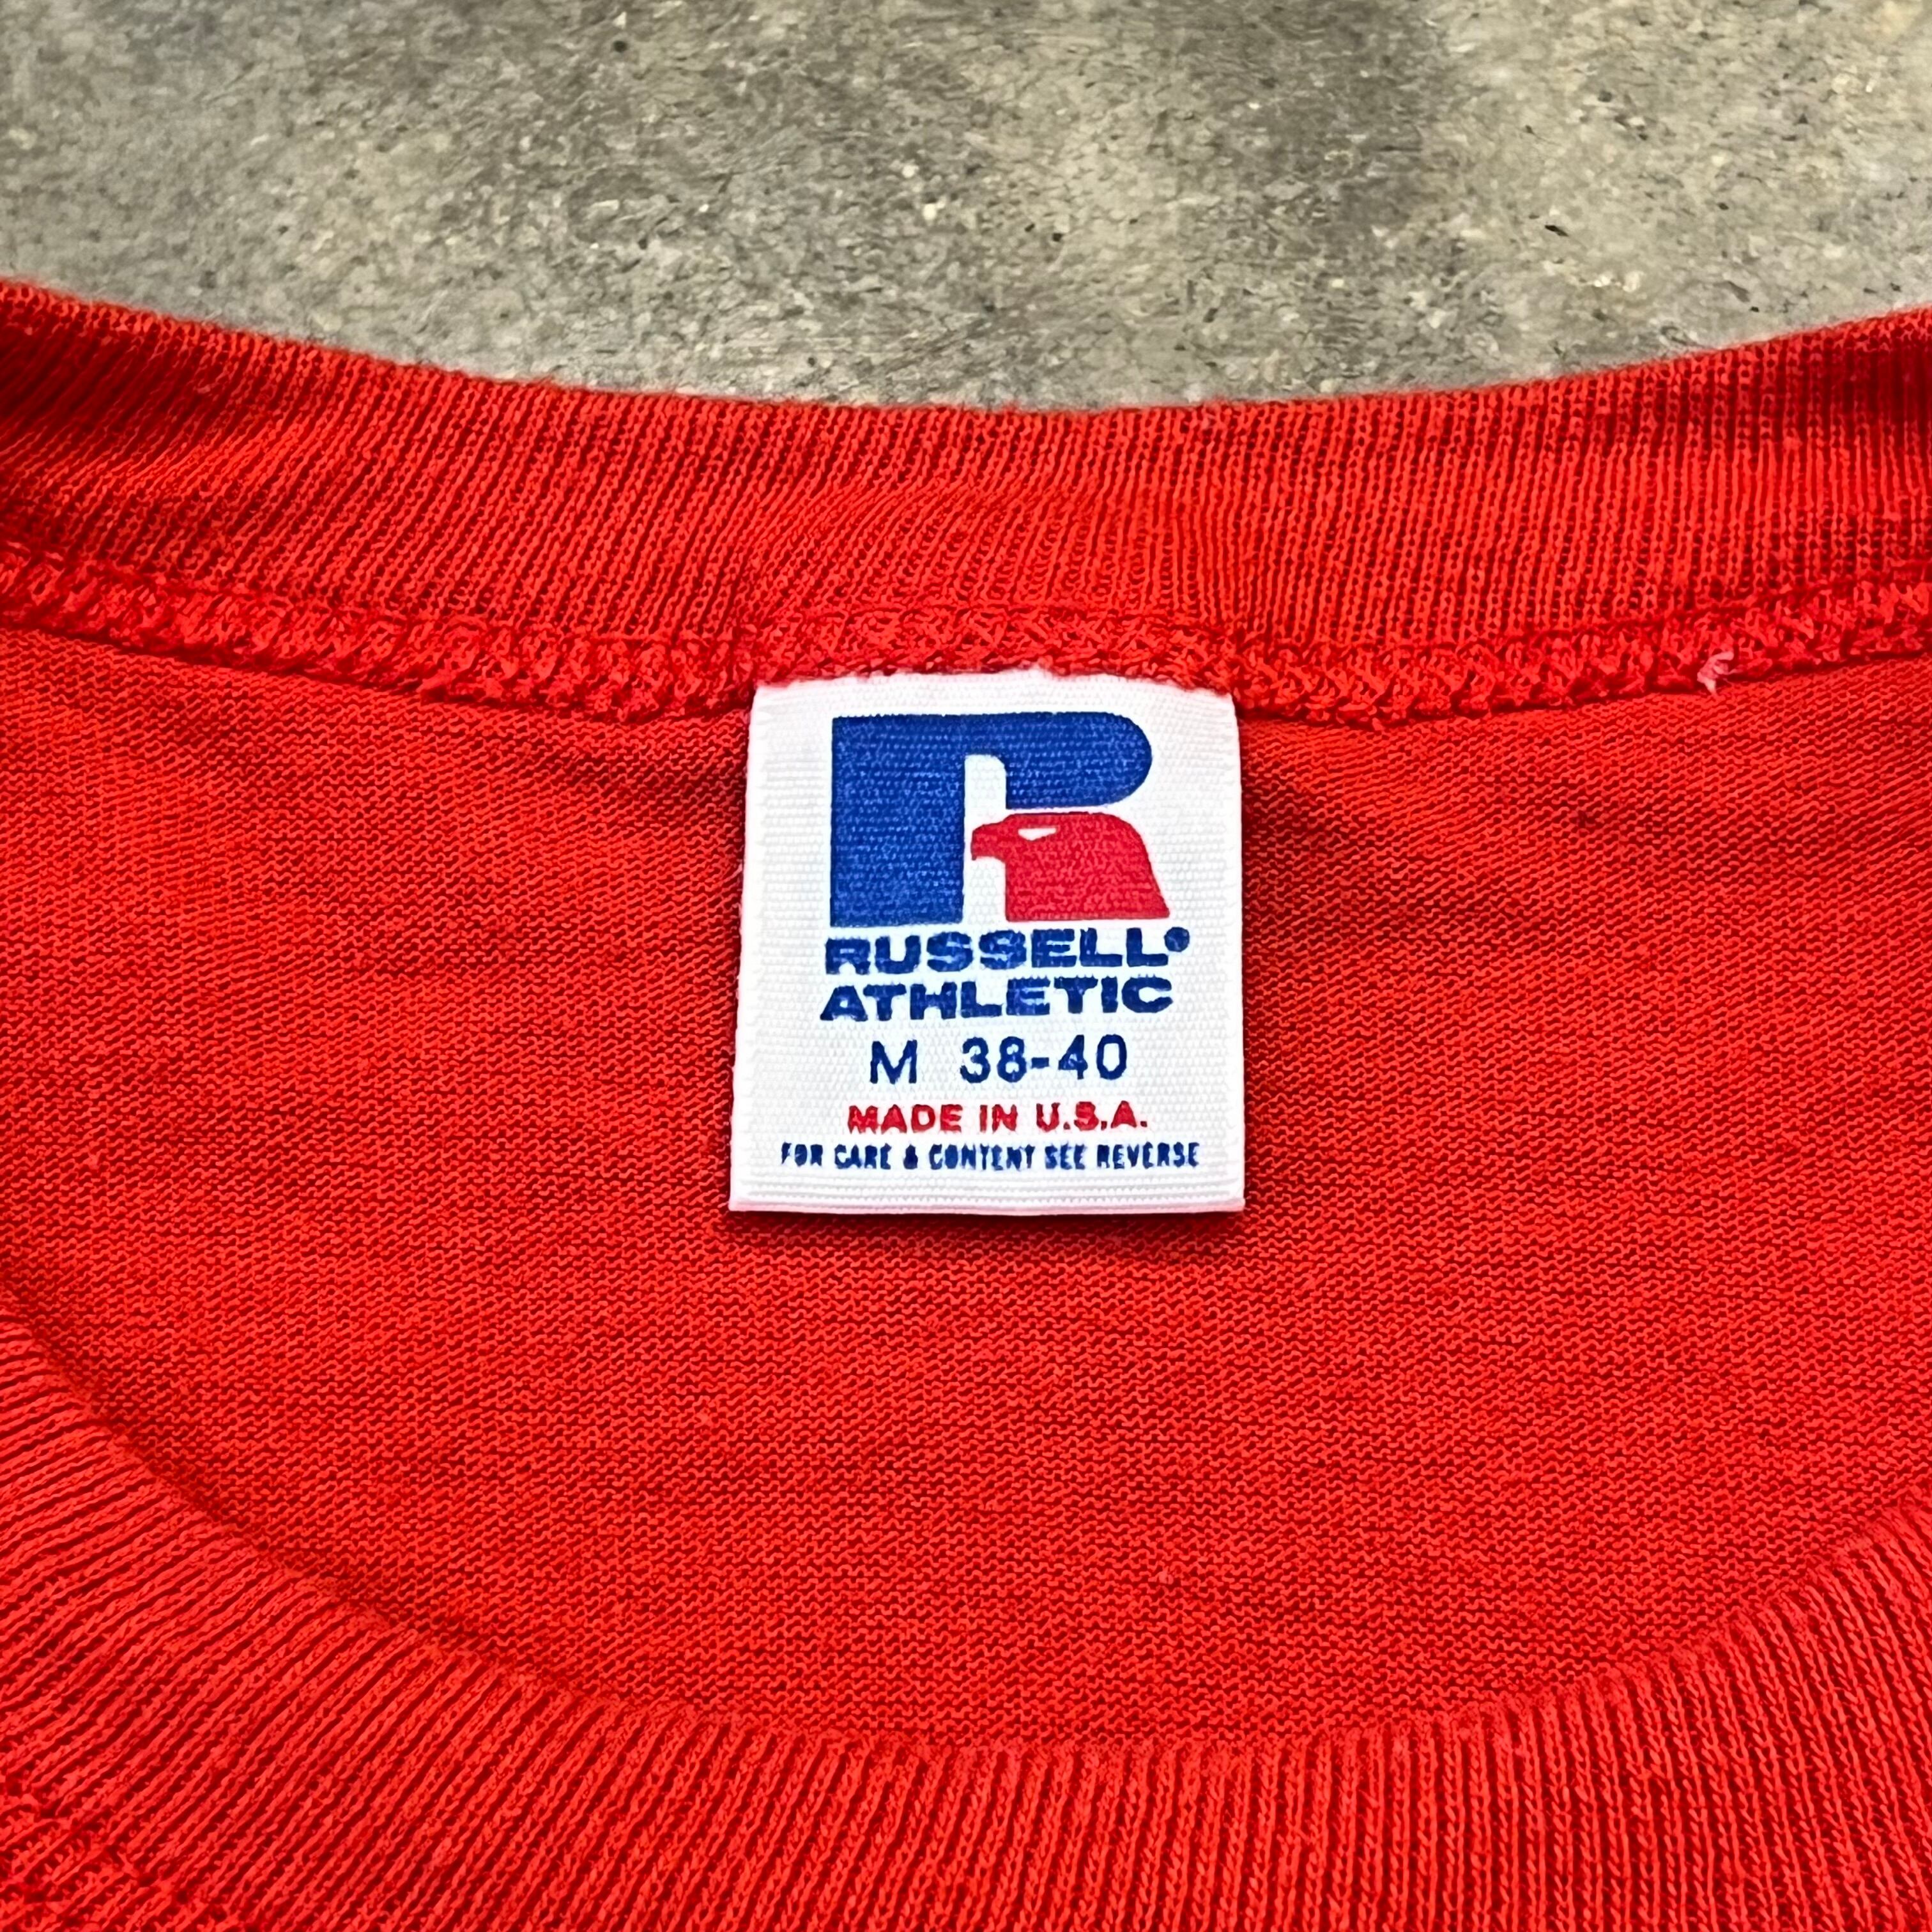 RUSSELL®
ATHLETIC
M 38-40
MADE IN U.S.A.
FOR CARE & CONTENT SEE REVERSE